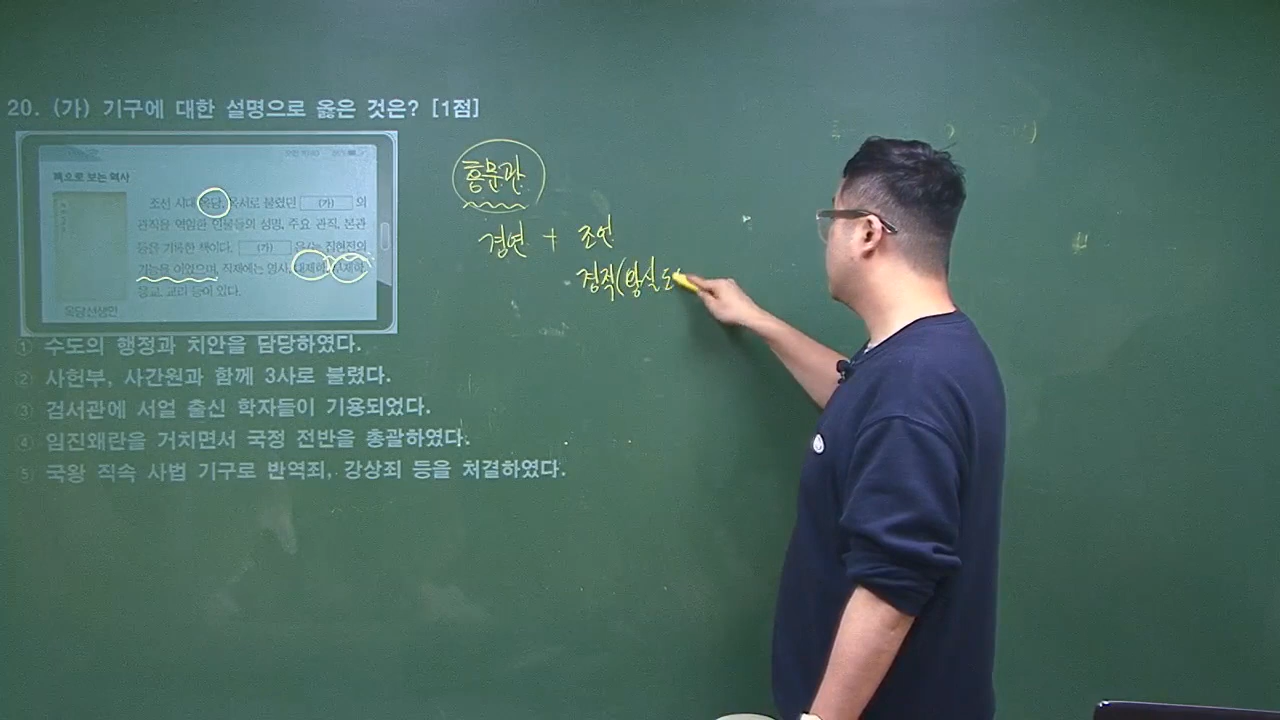 20. (가) 기구에 대한 설명으로 옳은 것은? [1점]
책으로 보는 역사
조선 시대 옥당, 옥서로 불렸던 (가) 의
관직을 역임한 인물들의 성명, 주요 관직, 본관
등을 기록한 책이다. (가) 은/는 집현전의
기능을 이었으며, 직제에는 영사, 대제학, 부제학,
응교, 교리 등이 있다.
옥당선생안
① 수도의 행정과 치안을 담당하였다.
② 사헌부, 사간원과 함께 3사로 불렸다.
③ 검서관에 서얼 출신 학자들이 기용되었다.
④ 임진왜란을 거치면서 국정 전반을 총괄하였다.
⑤ 국왕 직속 사법 기구로 반역죄, 강상죄 등을 처결하였다.
홍문관
경연 + 조언
겸직(왕실도